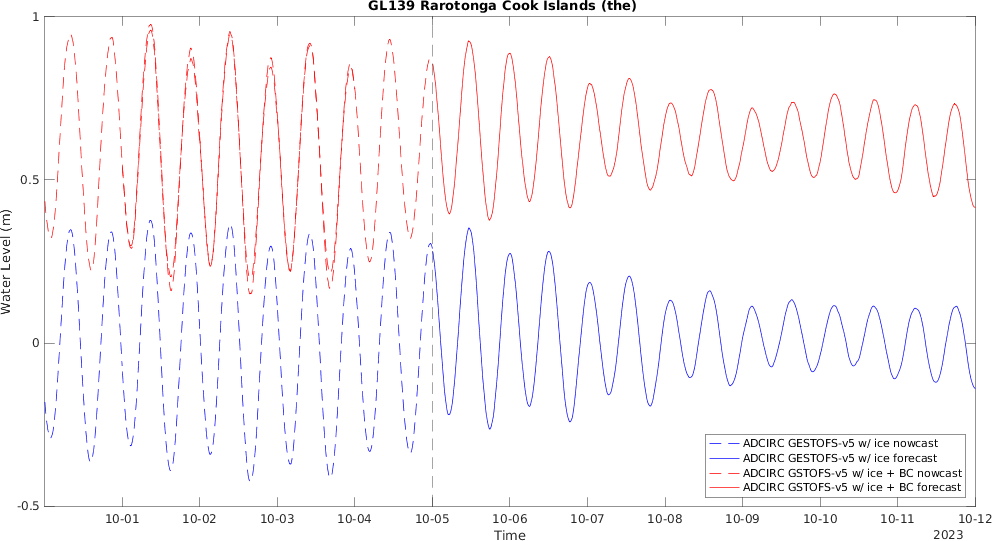 GL139 Rarotonga Cook Islands (the)
1
0.5
0
-0.5
Water Level (m)
10-01
10-02
10-03
10-04
10-05
10-06
10-07
10-08
10-09
10-10
10-11
10-12
Time
2023
ADCIRC GESTOFS-v5 w/ ice nowcast
ADCIRC GESTOFS-v5 w/ ice forecast
ADCIRC GSTOFS-v5 w/ ice + BC nowcast
ADCIRC GSTOFS-v5 w/ ice + BC forecast